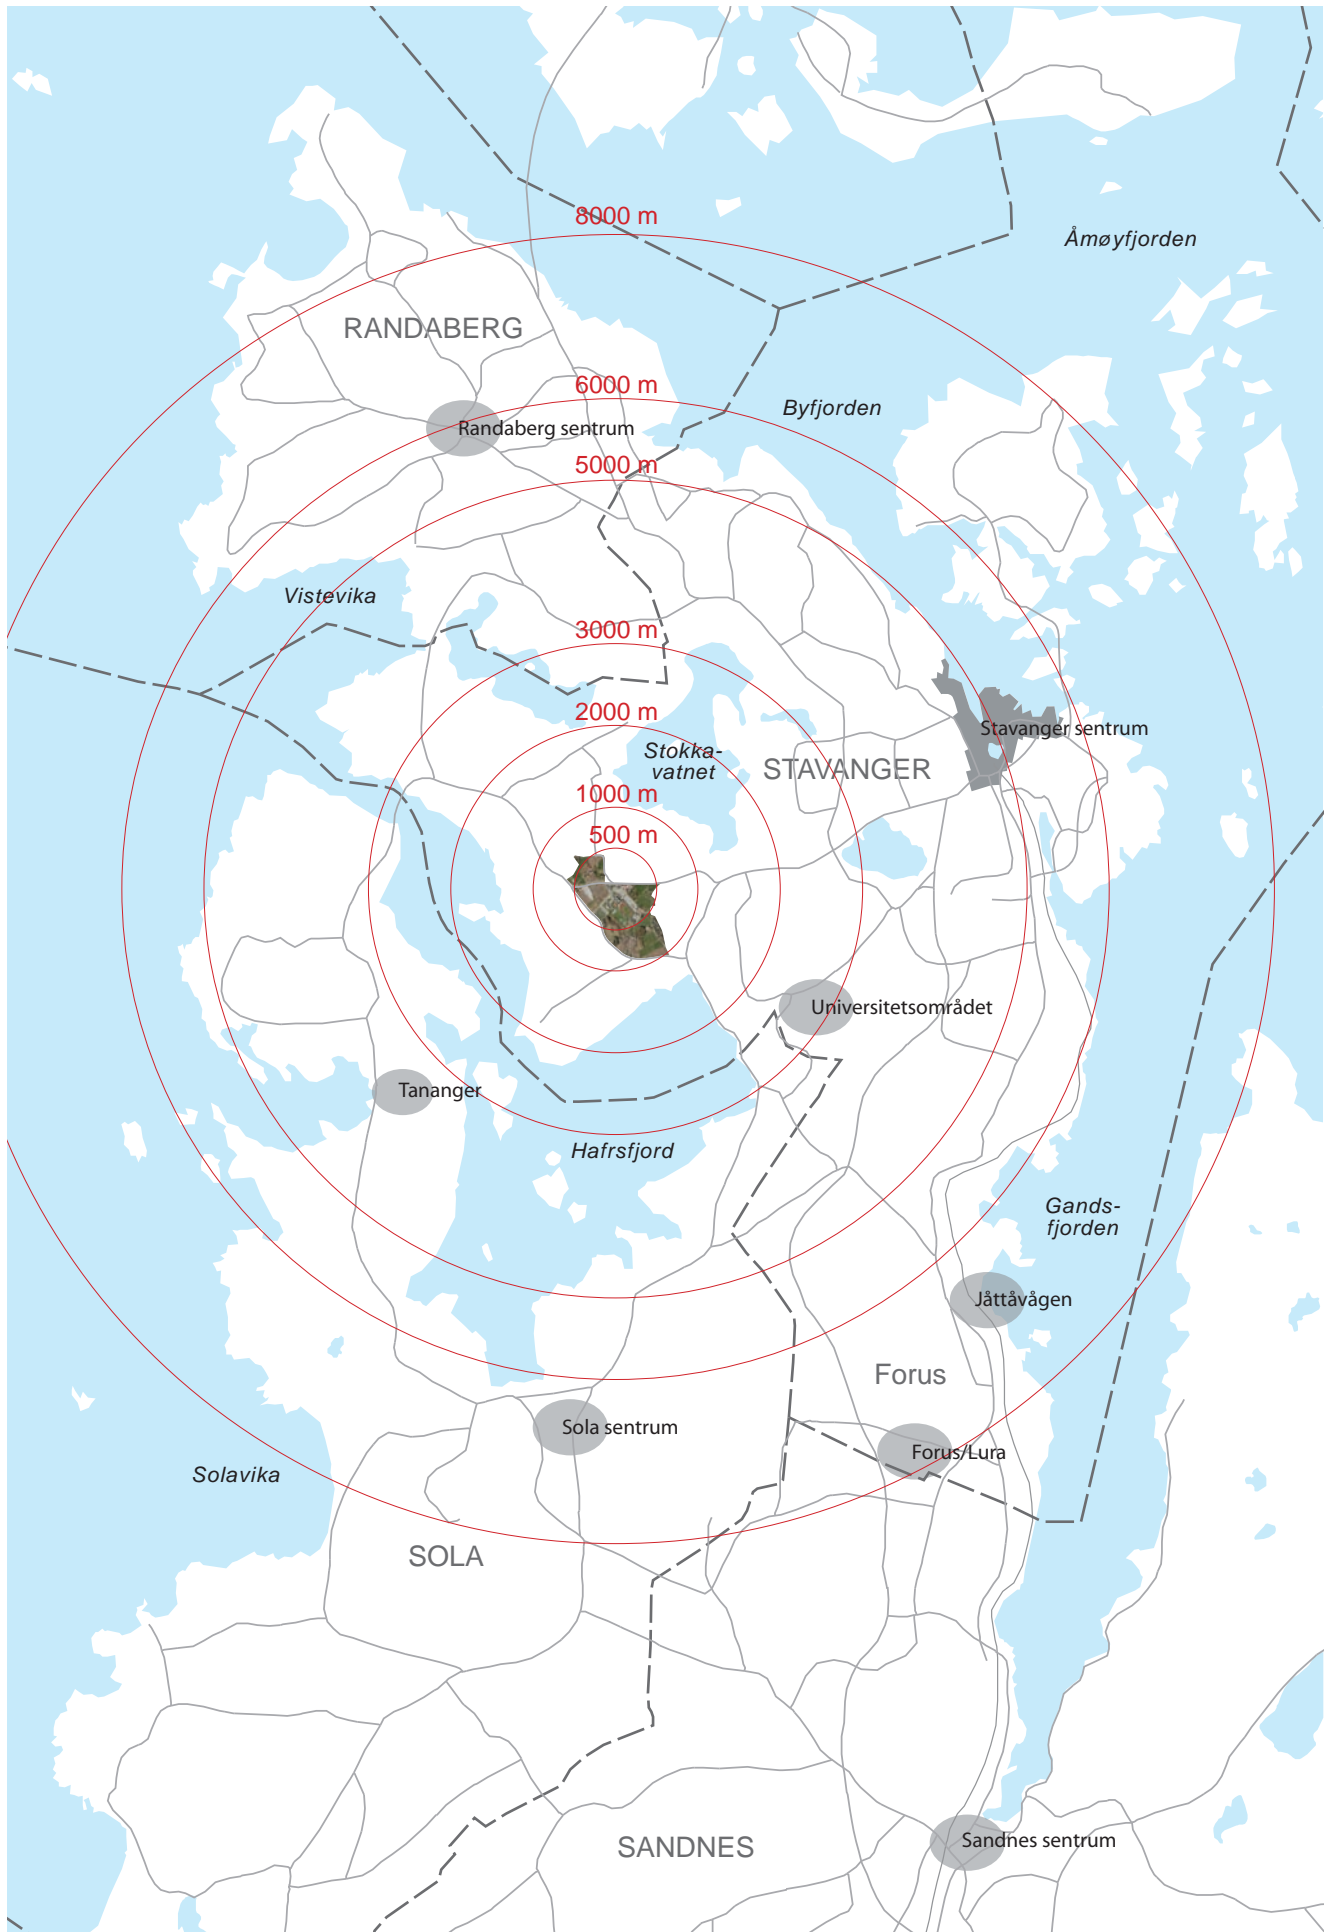 8000 m
Åmøyfjorden
RANDABERG
6000 m
Byfjorden
Randaberg sentrum
5000 m
Vistevika
3000 m
2000 m
Stokka-
vatnet
Stavanger sentrum
STAVANGER
1000 m
500 m
Universitetsområdet
Tananger
Hafrsfjord
Gands-
fjorden
Jåttåvågen
Forus
Sola sentrum
Forus/Lura
Solavika
SOLA
Sandnes sentrum
SANDNES